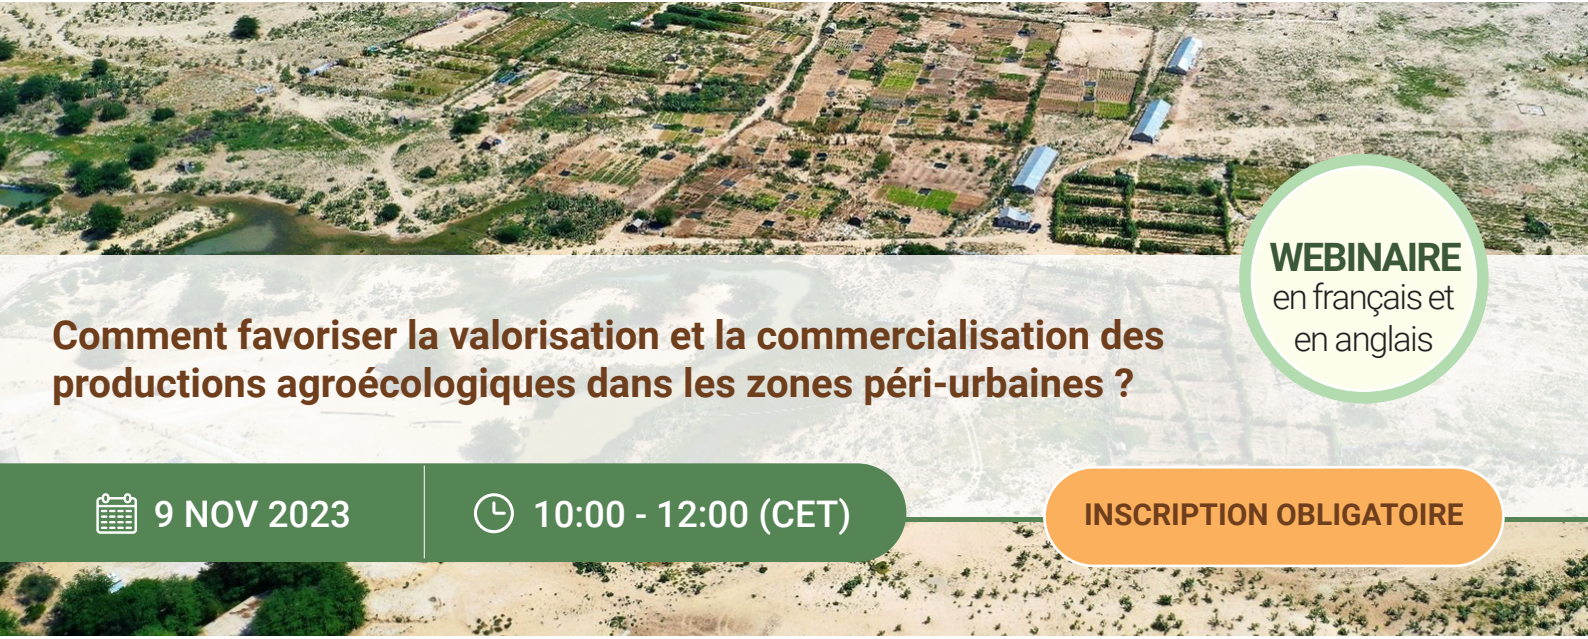 WEBINAIRE
en français et
en anglais
Comment favoriser la valorisation et la commercialisation des
productions agroécologiques dans les zones péri-urbaines ?
9 NOV 2023
10:00 - 12:00 (CET)
INSCRIPTION OBLIGATOIRE